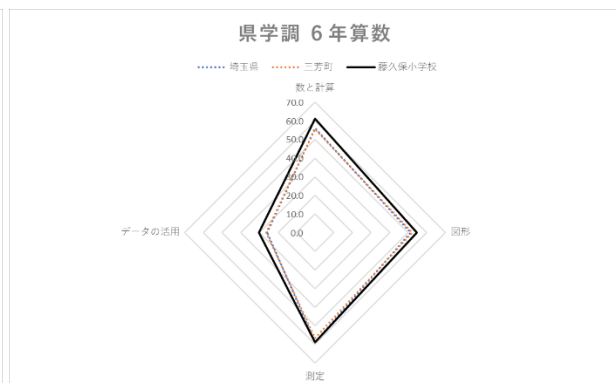 県学調 6年算数
埼玉県 三芳町 藤久保小学校
数と計算
70.0
60.0
50.0
40.0
30.0
20.0
10.0
0.0
データの活用
図形
測定